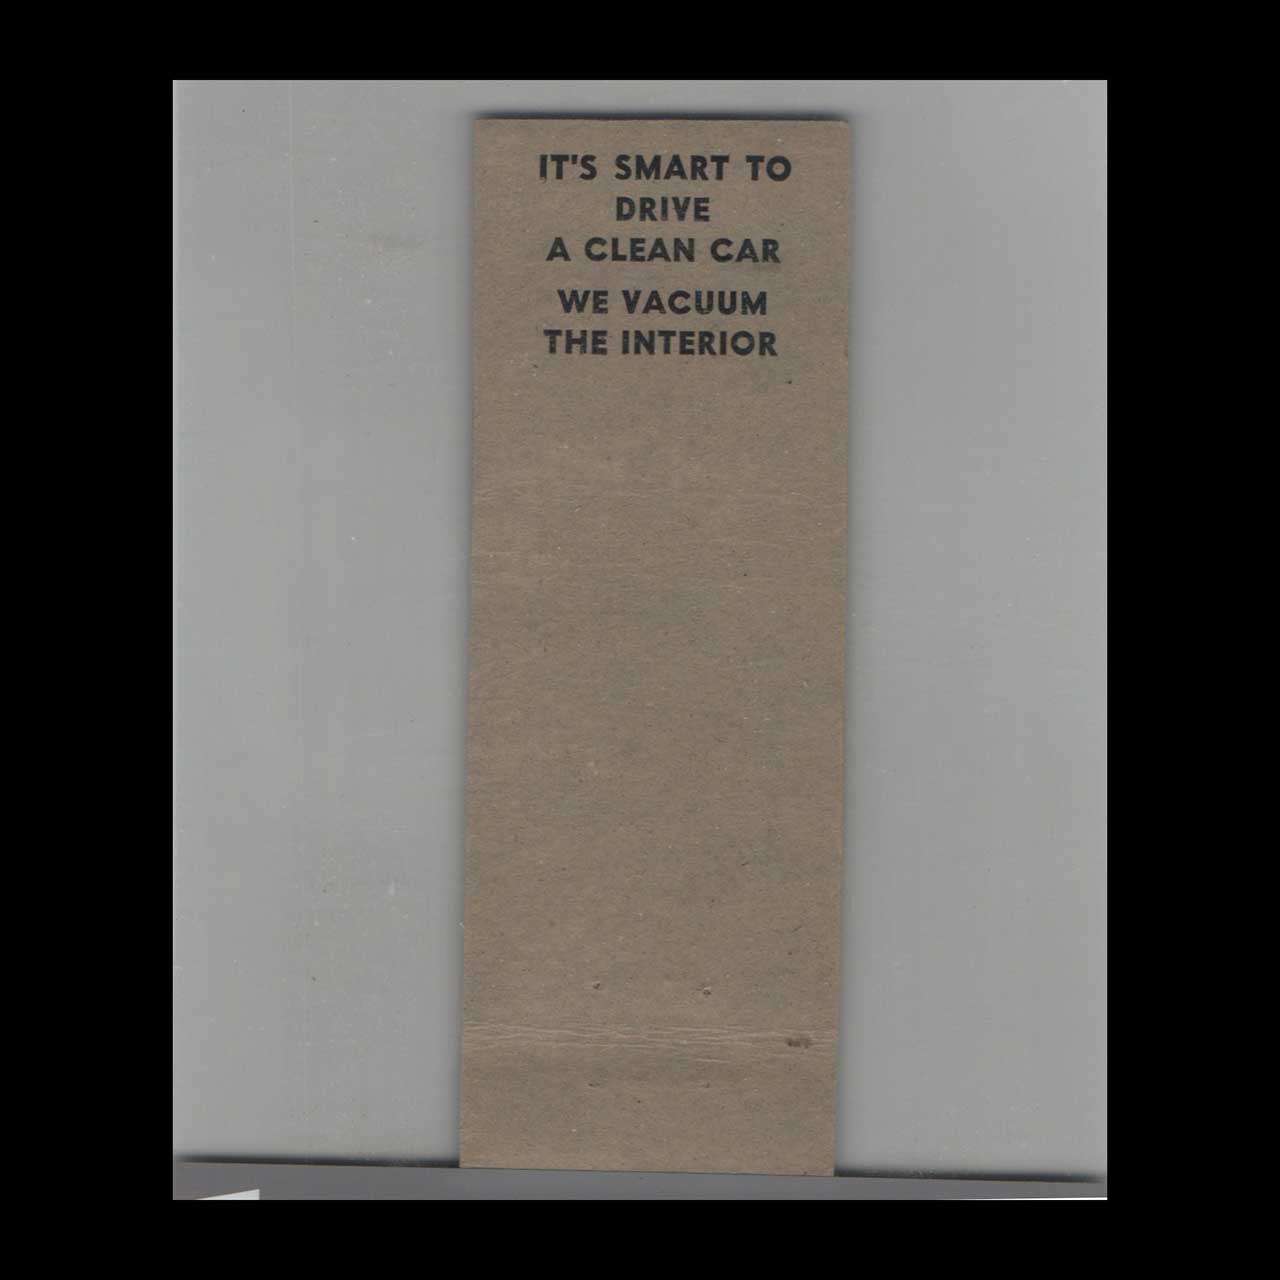 IT'S SMART TO
DRIVE
A CLEAN CAR
WE VACUUM
THE INTERIOR